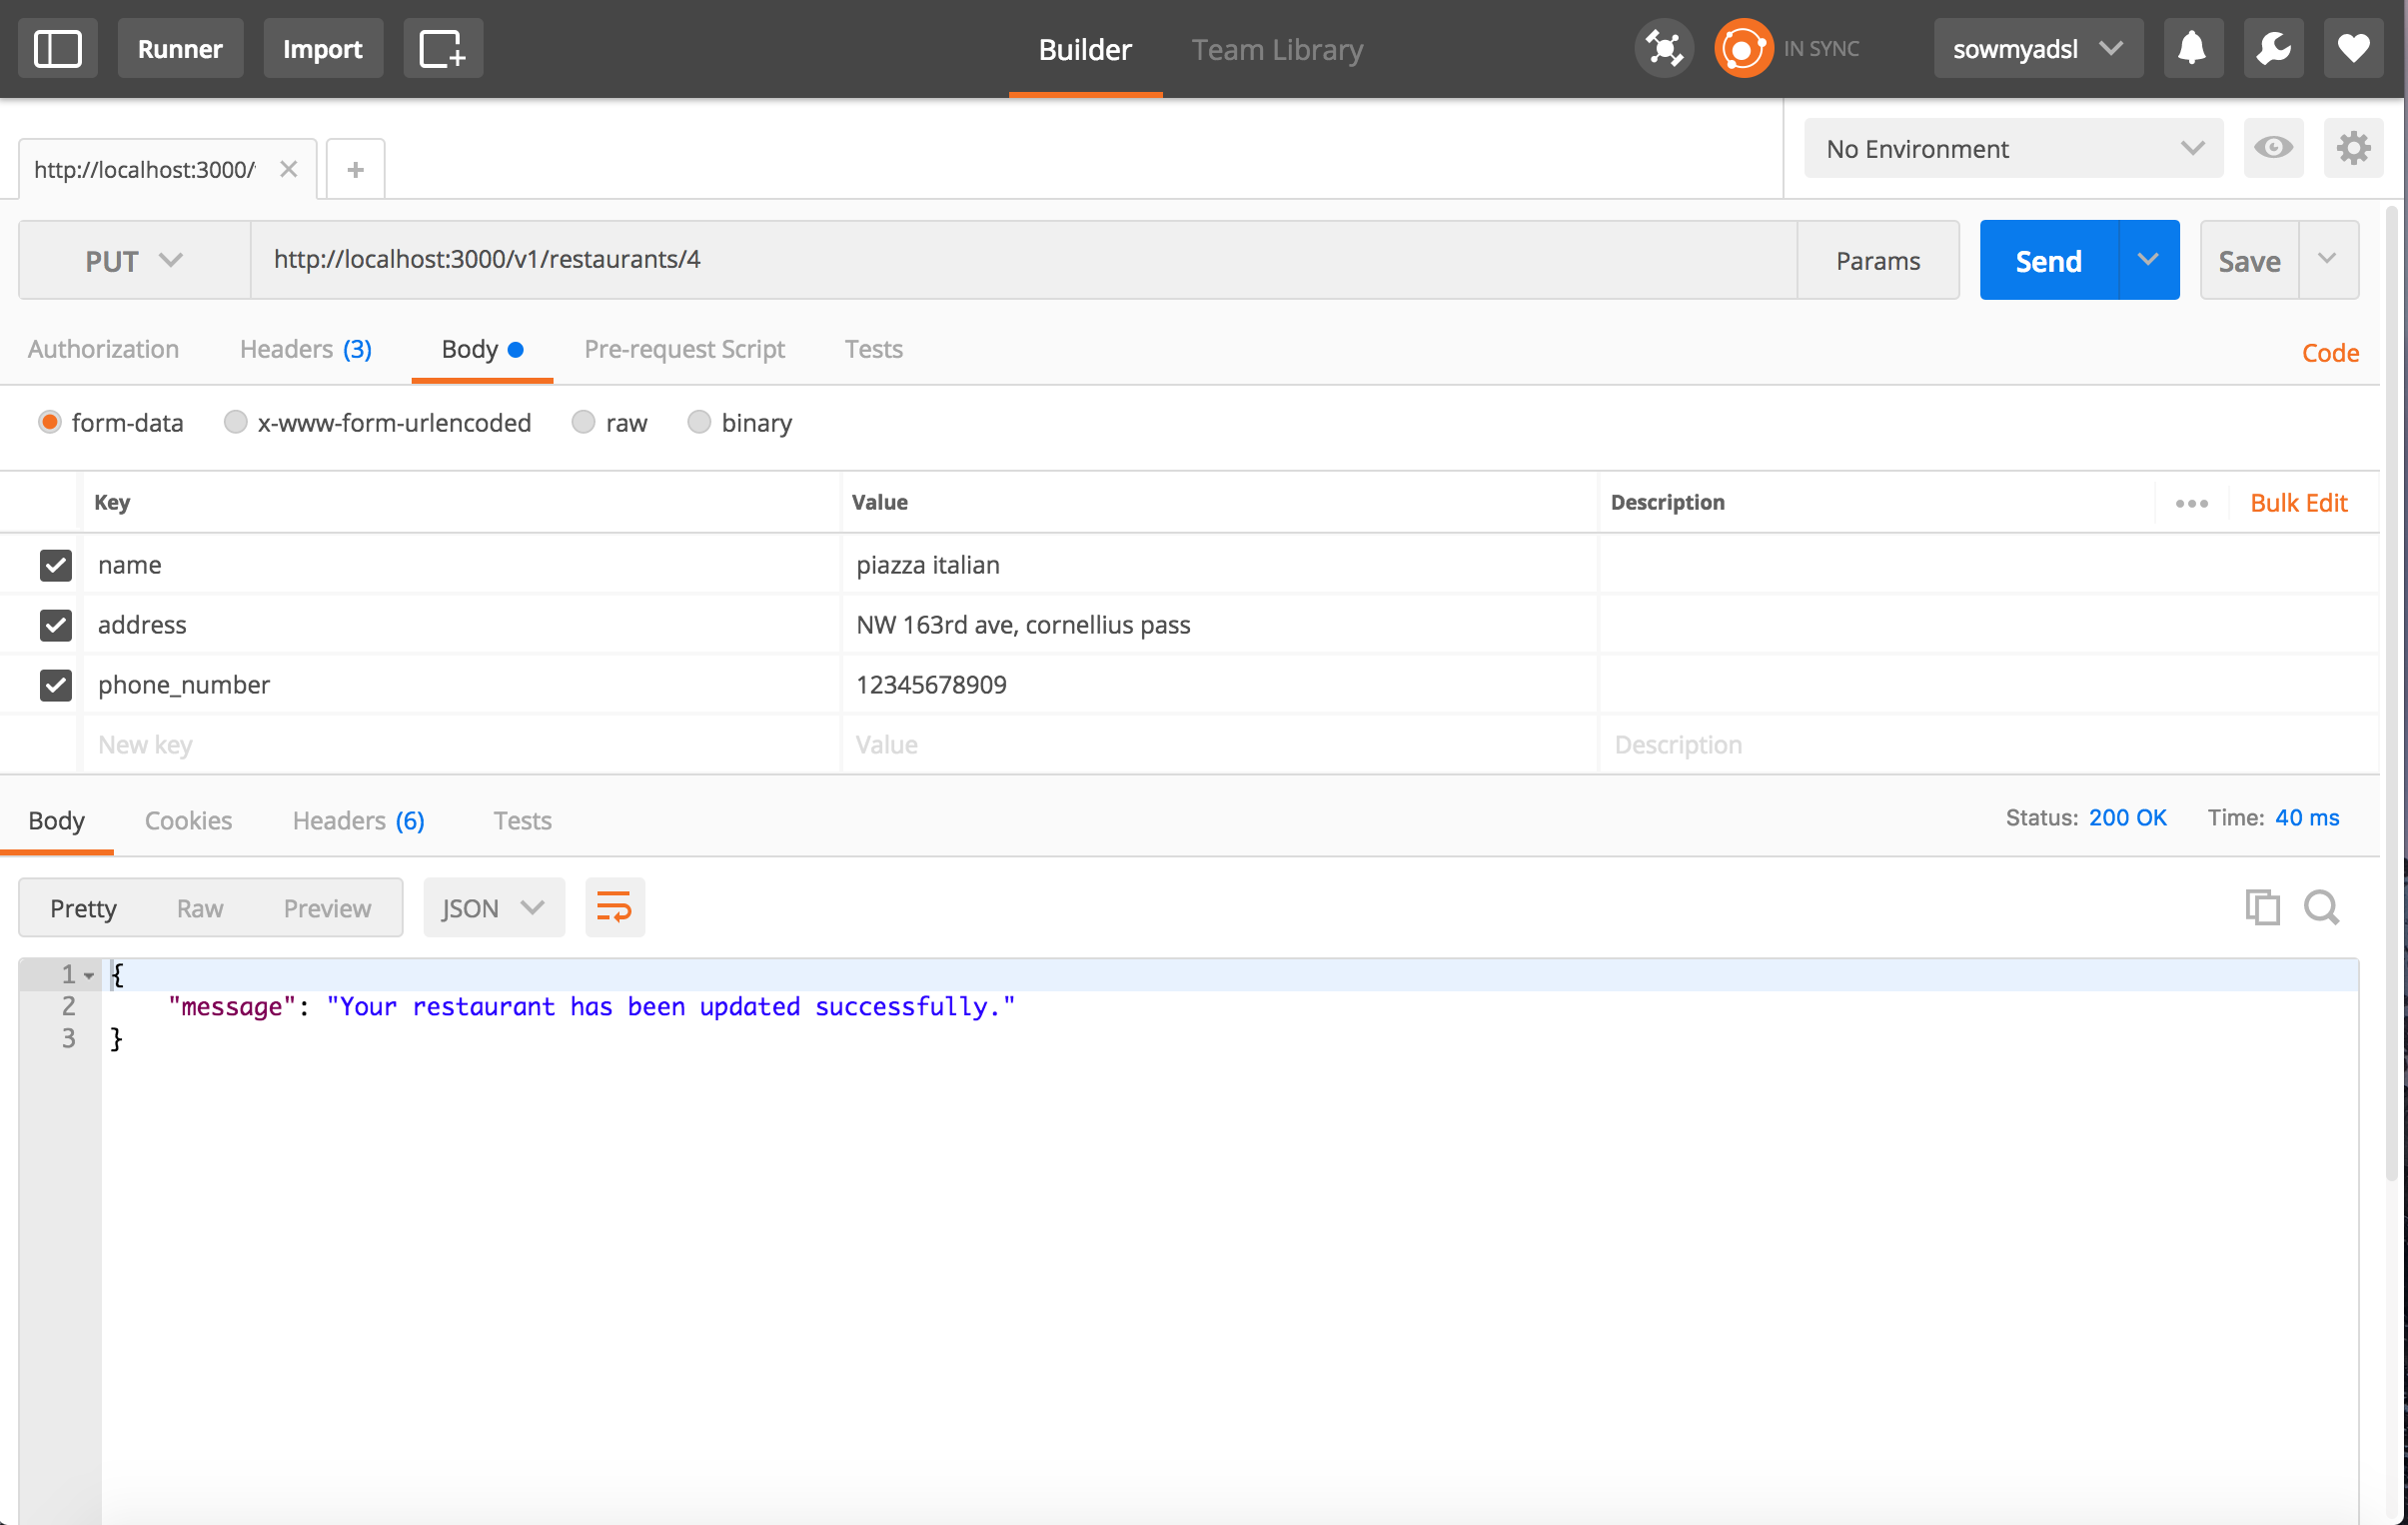 Runner Import Builder Team Library IN SYNC sowmyadsl
http://localhost:3000/ No Environment
PUT http://localhost:3000/v1/restaurants/4 Params Send Save
Authorization Headers (3) Body Pre-request Script Tests Code
form-data x-www-form-urlencoded raw binary
Key Value Description Bulk Edit
name piazza italian
address NW 163rd ave, cornellius pass
phone_number 12345678909
New key Value Description
Body Cookies Headers (6) Tests Status: 200 OK Time: 40 ms
Pretty Raw Preview JSON
1 {
2 "message": "Your restaurant has been updated successfully."
3 }